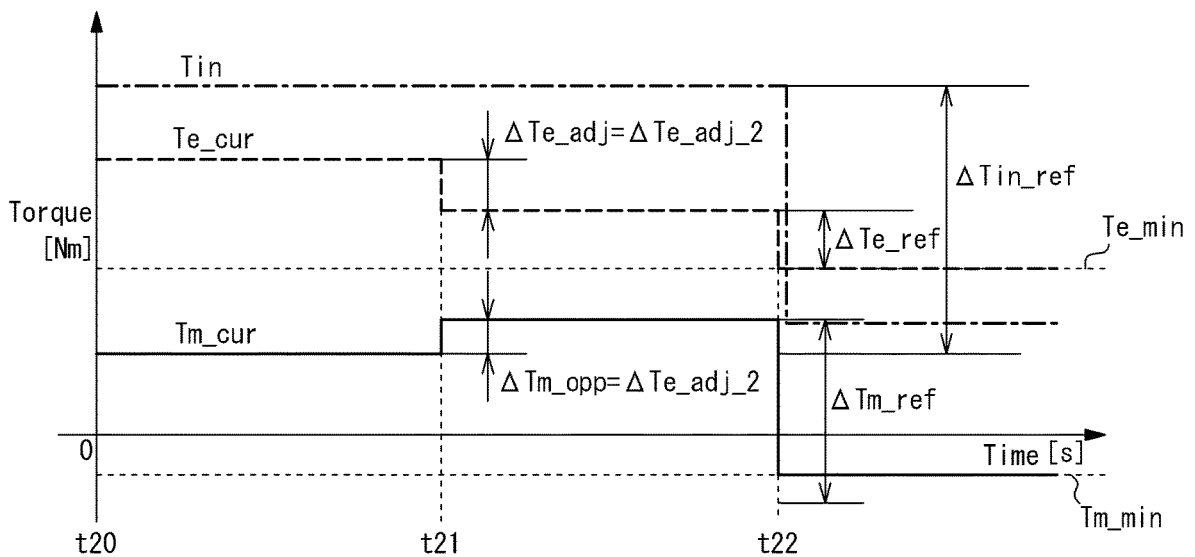 Tin
Te_cur
ΔTe_adj=ΔTe_adj_2
ΔTin_ref
Torque
[Nm]
ΔTe_ref
Te_min
Tm_cur
ΔTm_opp=ΔTe_adj_2
ΔTm_ref
0
Time [s]
Tm_min
t20
t21
t22